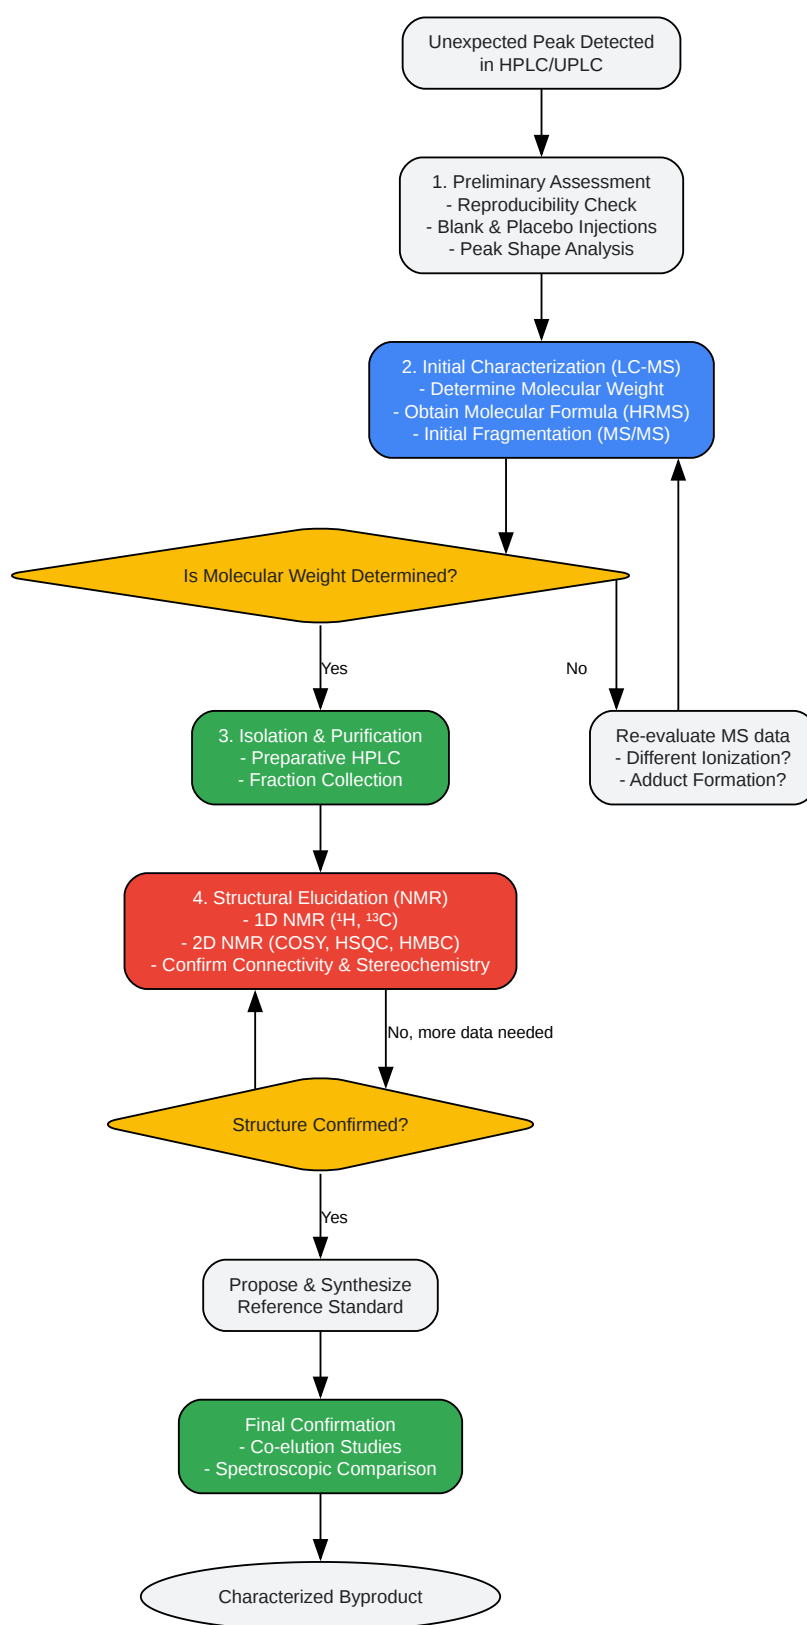 Unexpected Peak Detected
in HPLC/UPLC
1. Preliminary Assessment
- Reproducibility Check
- Blank & Placebo Injections
- Peak Shape Analysis
2. Initial Characterization (LC-MS)
- Determine Molecular Weight
- Obtain Molecular Formula (HRMS)
- Initial Fragmentation (MS/MS)
Is Molecular Weight Determined?
Yes
No
3. Isolation & Purification
- Preparative HPLC
- Fraction Collection
Re-evaluate MS data
- Different Ionization?
- Adduct Formation?
4. Structural Elucidation (NMR)
- 1D NMR (¹H, ¹³C)
- 2D NMR (COSY, HSQC, HMBC)
- Confirm Connectivity & Stereochemistry
No, more data needed
Structure Confirmed?
Yes
Propose & Synthesize
Reference Standard
Final Confirmation
- Co-elution Studies
- Spectroscopic Comparison
Characterized Byproduct